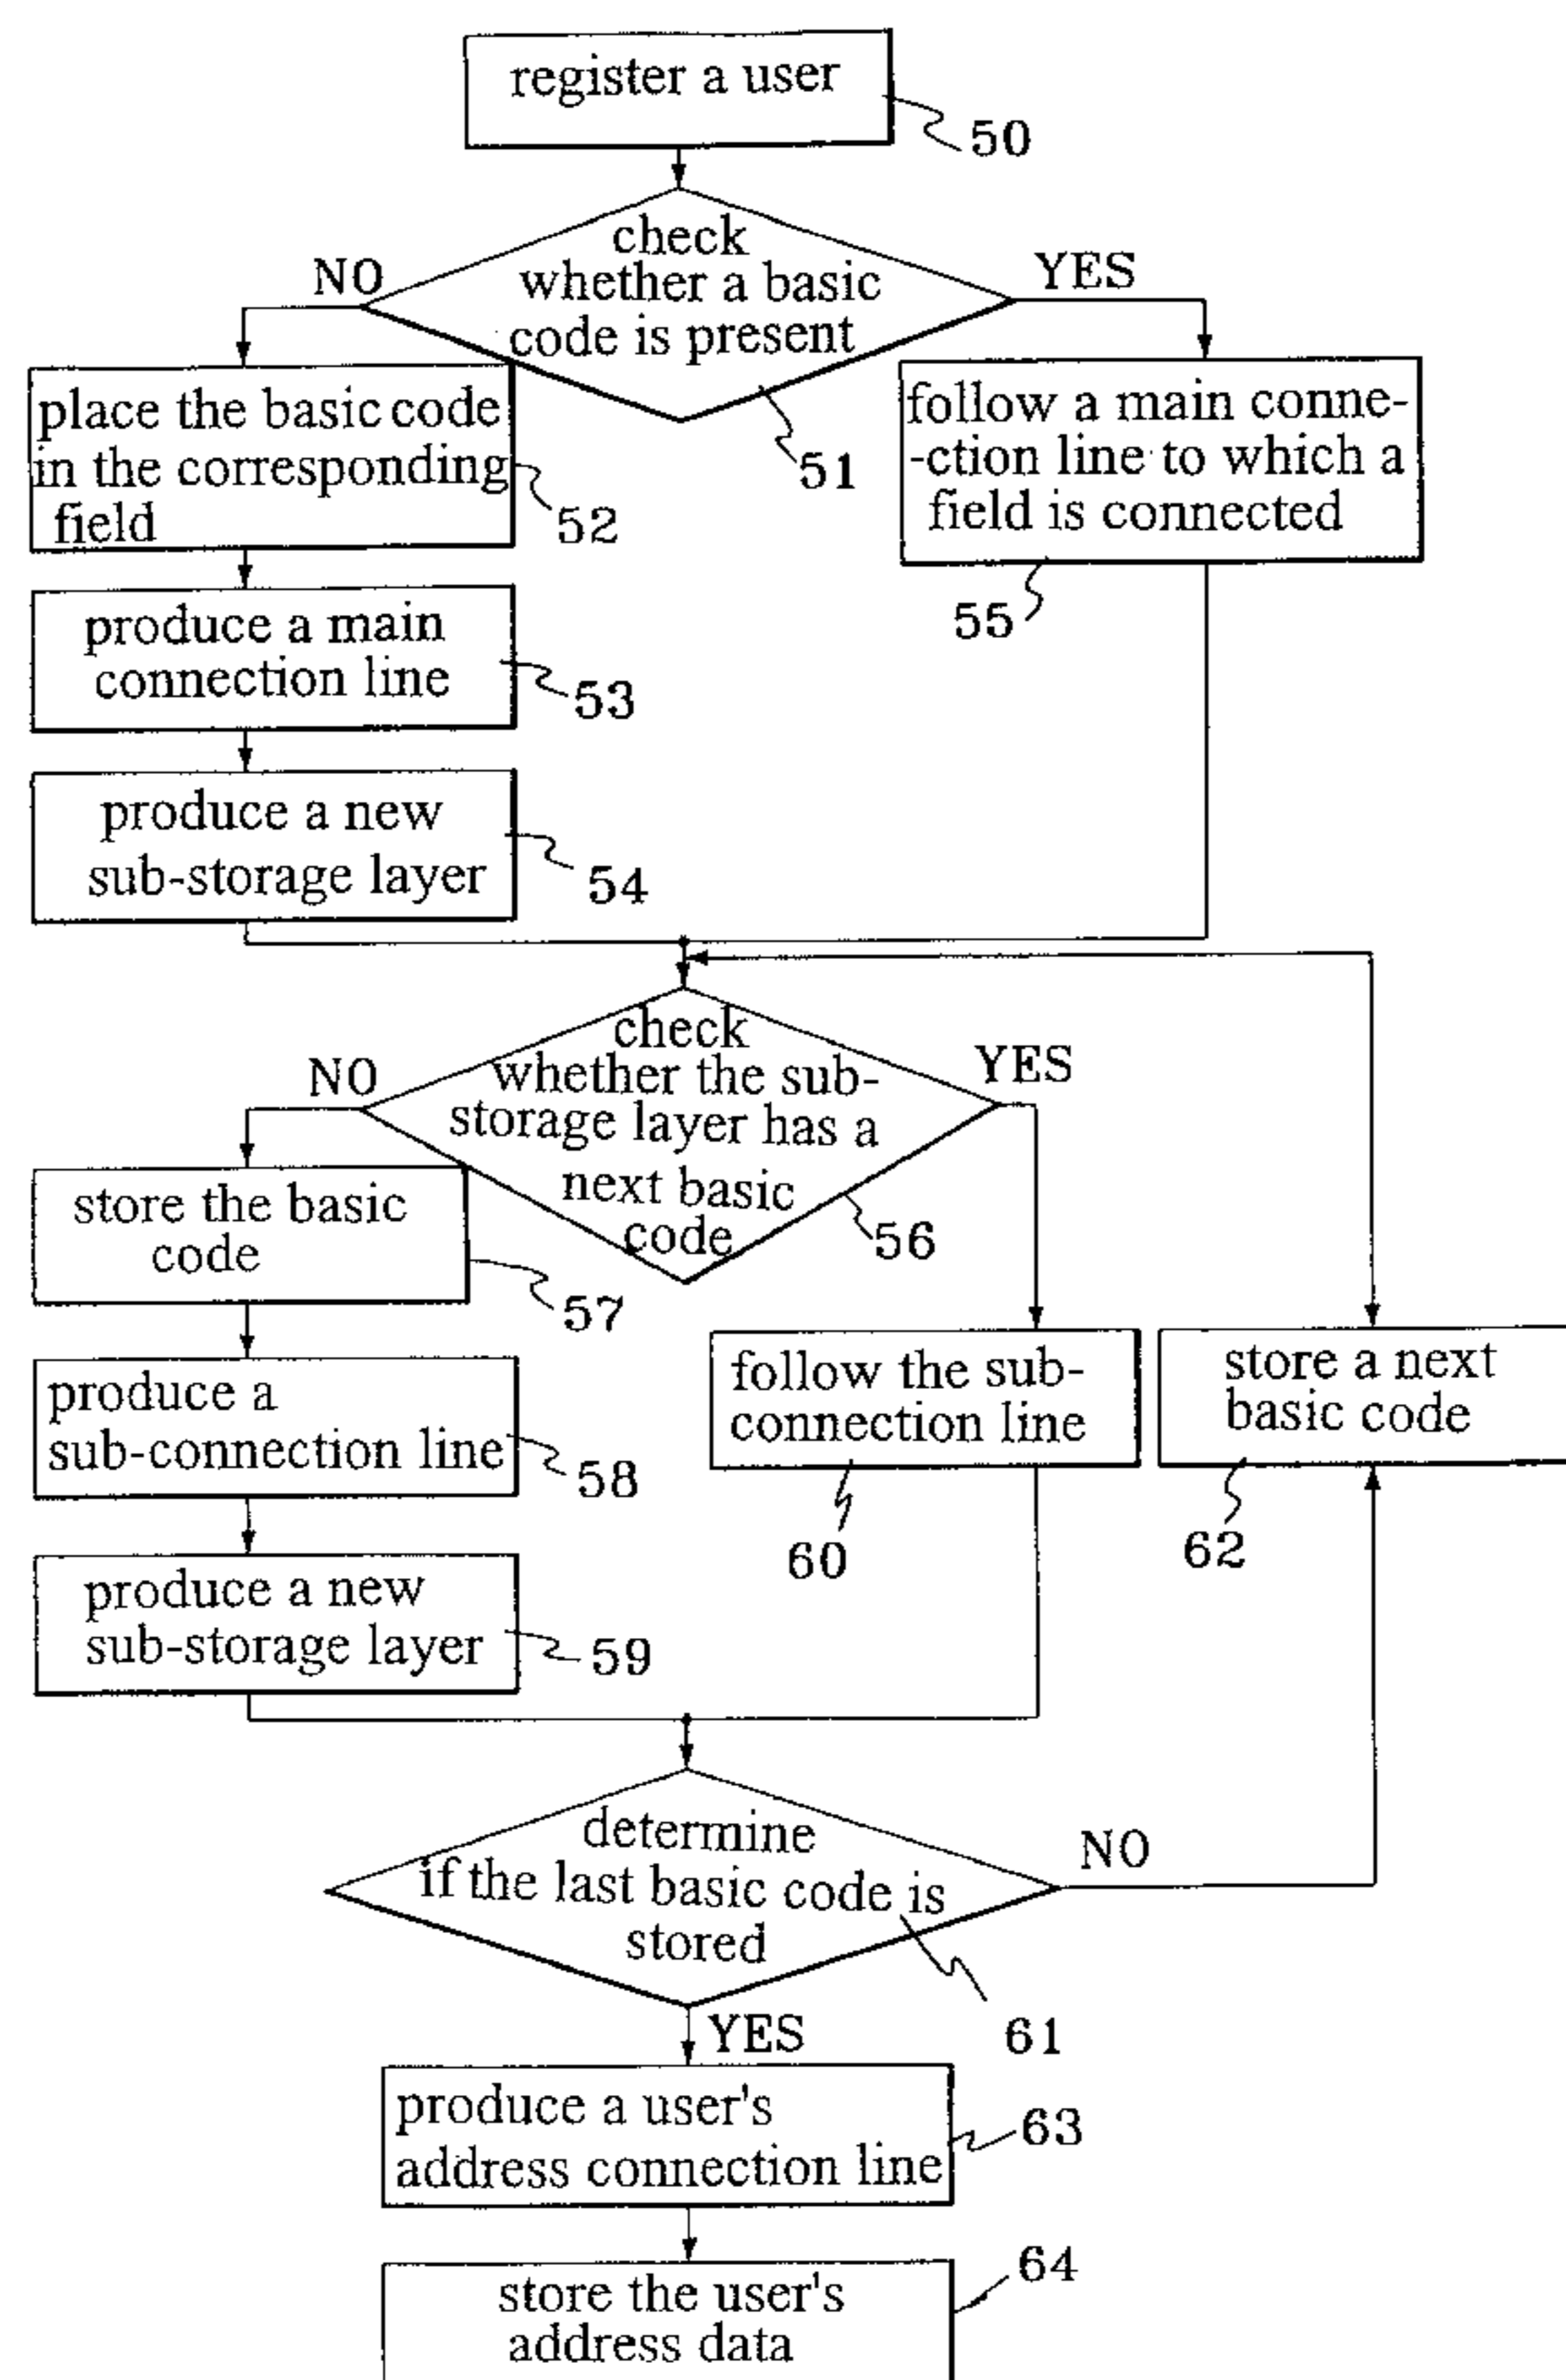 register a user
50
check
whether a basic
code is present
NO
YES
51
place the basic code
in the corresponding
field
52
follow a main conne-
-ction line to which a
field is connected
55
produce a main
connection line
53
produce a new
sub-storage layer
54
check
whether the sub-
storage layer has a
next basic
code
NO
YES
56
store the basic
code
57
produce a
sub-connection line
58
follow the sub-
connection line
60
store a next
basic code
62
produce a new
sub-storage layer
59
determine
if the last basic code is
stored
NO
61
YES
produce a user's
address connection line
63
store the user's
address data
64